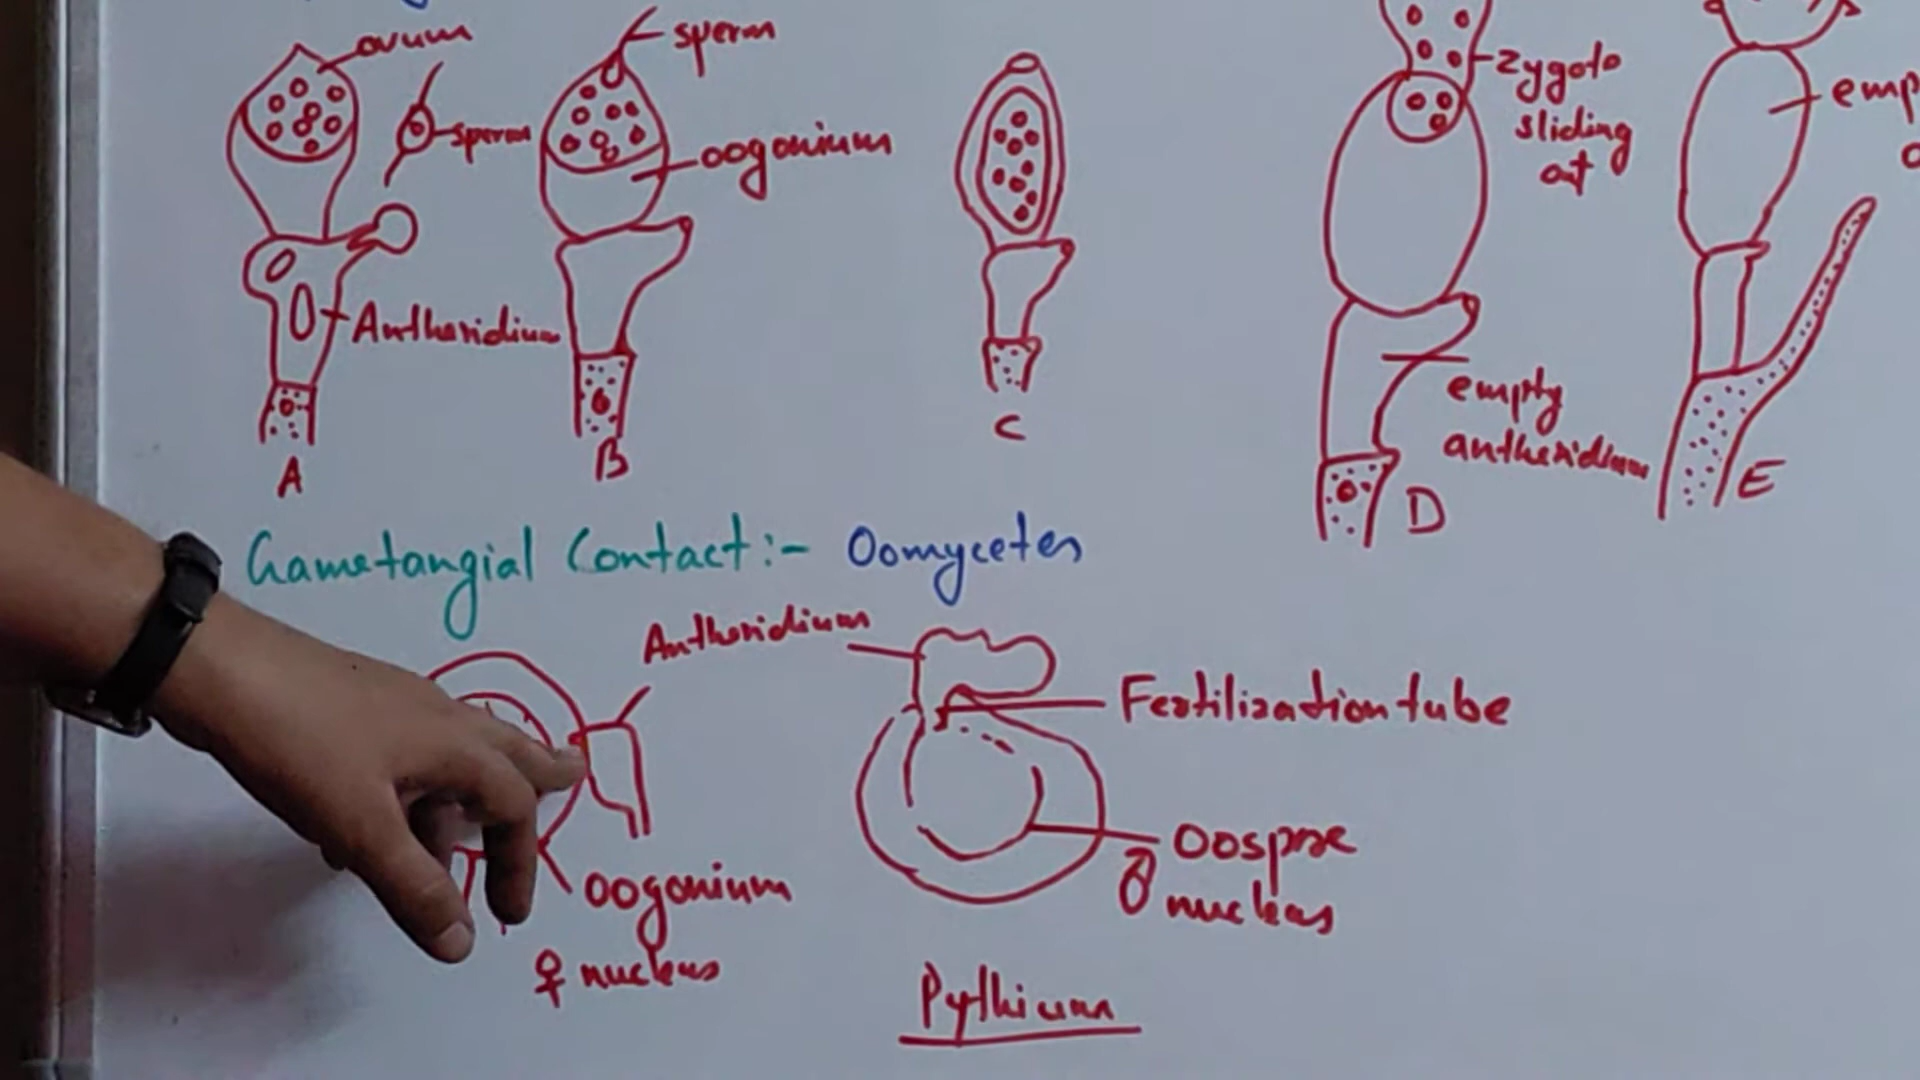 ovum
sperm
sperm
oogonium
Antheridium
A
B
C
zygote
sliding
out
empty
antheridium
D
emp
E
Gametangial Contact:- Oomycetes
Antheridium
Fertilization tube
Oogonium
♀ nucleus
Oospore
♂ nucleus
Pythium